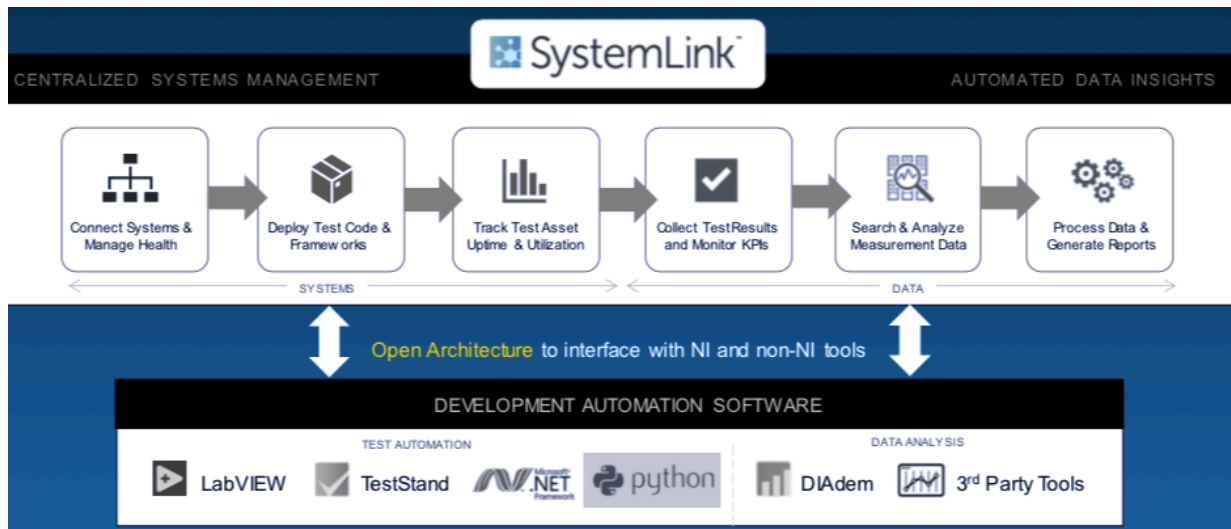 SystemLink™
CENTRALIZED SYSTEMS MANAGEMENT
AUTOMATED DATA INSIGHTS
Connect Systems &
Manage Health
Deploy Test Code &
Frameworks
Track Test Asset
Uptime & Utilization
Collect Test Results
and Monitor KPIs
Search & Analyze
Measurement Data
Process Data &
Generate Reports
SYSTEMS
DATA
Open Architecture to interface with NI and non-NI tools
DEVELOPMENT AUTOMATION SOFTWARE
TEST AUTOMATION
DATA ANALYSIS
LabVIEW
TestStand
Microsoft®
.NET
Framework
python
DIAdem
3rd Party Tools